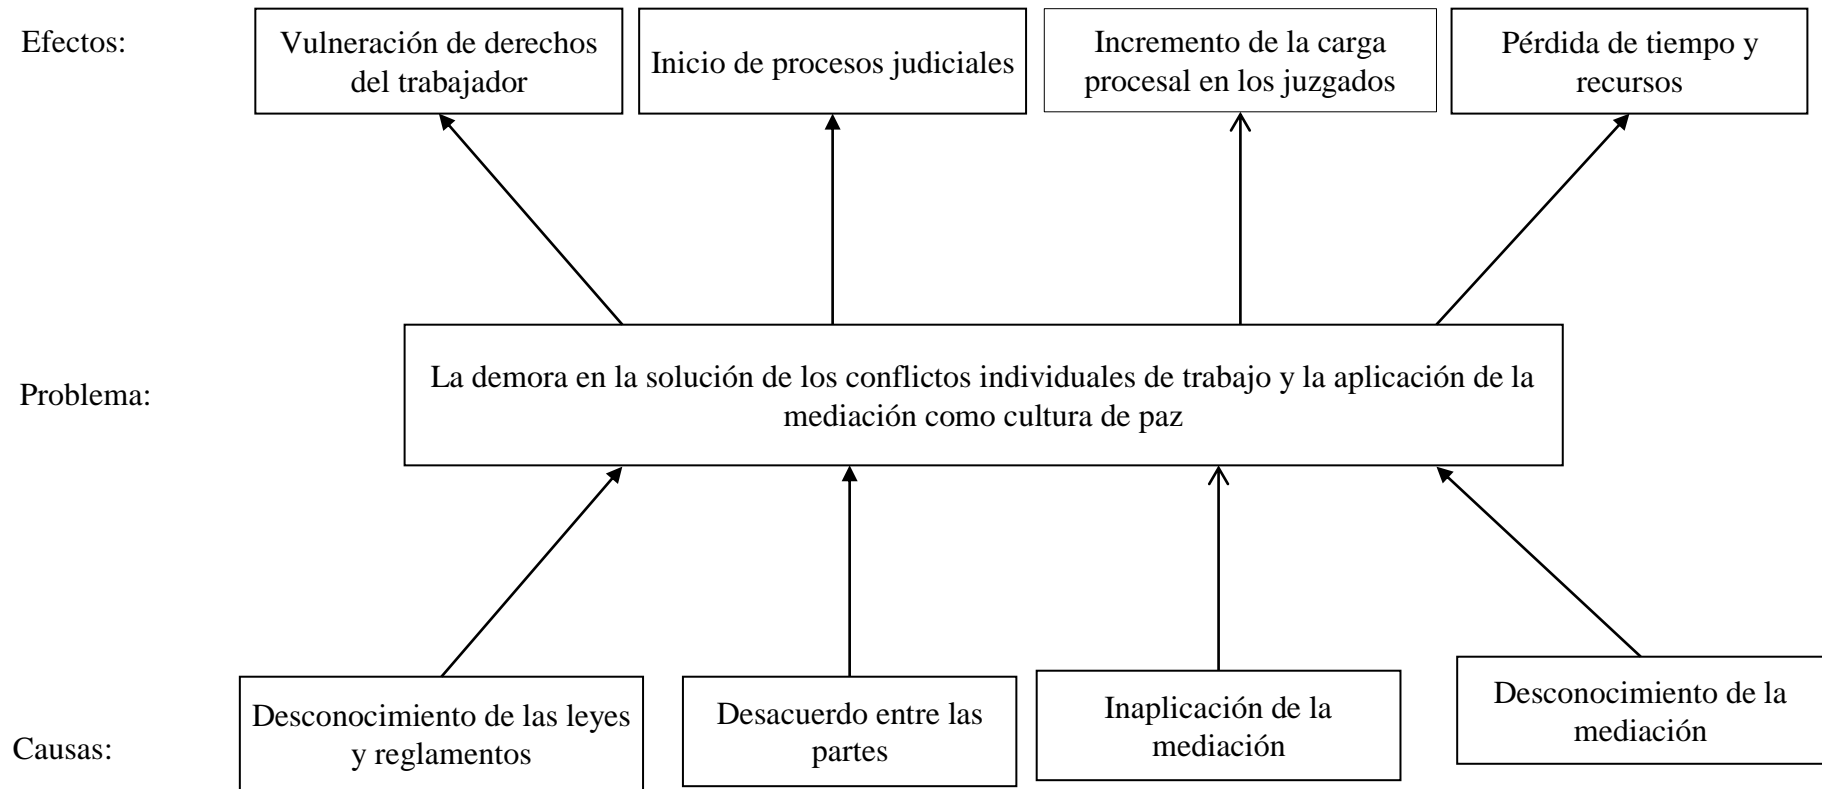 Efectos:
Vulneración de derechos
del trabajador
Inicio de procesos judiciales
Incremento de la carga
procesal en los juzgados
Pérdida de tiempo y
recursos
Problema:
La demora en la solución de los conflictos individuales de trabajo y la aplicación de la
mediación como cultura de paz
Causas:
Desconocimiento de las leyes
y reglamentos
Desacuerdo entre las
partes
Inaplicación de la
mediación
Desconocimiento de la
mediación